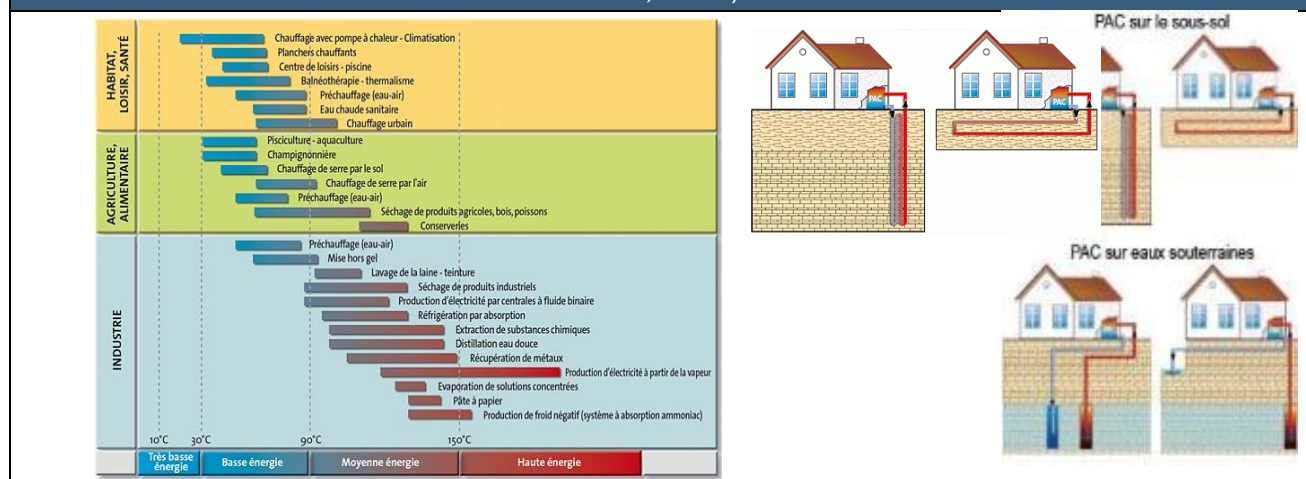 HABITAT,
LOISIR, SANTÉ
Chauffage avec pompe à chaleur - Climatisation
Planchers chauffants
Centre de loisirs - piscine
Balnéothérapie - thermalisme
Préchauffage (eau-air)
Eau chaude sanitaire
Chauffage urbain
AGRICULTURE,
ALIMENTAIRE
Pisciculture - aquaculture
Champignonnière
Chauffage de serre par le sol
Chauffage de serre par l'air
Préchauffage (eau-air)
Séchage de produits agricoles, bois, poissons
Conserveries
INDUSTRIE
Préchauffage (eau-air)
Mise hors gel
Lavage de la laine - teinture
Séchage de produits industriels
Production d'électricité par centrales à fluide binaire
Réfrigération par absorption
Extraction de substances chimiques
Distillation eau douce
Récupération de métaux
Production d'électricité à partir de la vapeur
Evaporation de solutions concentrées
Pâte à papier
Production de froid négatif (système à absorption ammoniac)
10°C 30°C 90°C 150°C
Très basse
énergie
Basse énergie
Moyenne énergie
Haute énergie
PAC
PAC
PAC sur le sous-sol
PAC sur eaux souterraines